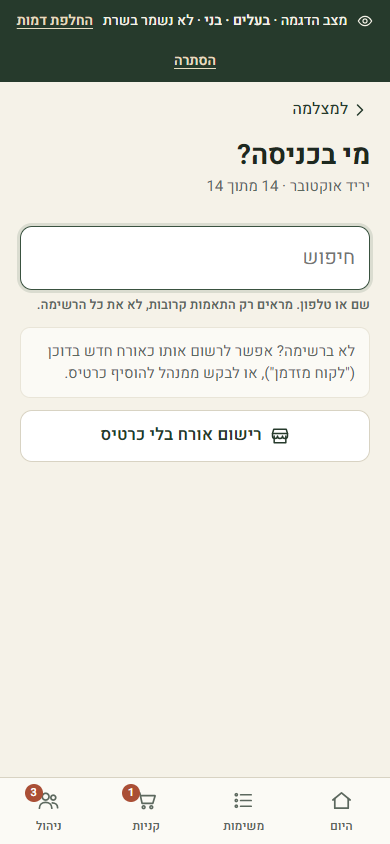 מצב הדגמה · בעלים · בני · לא נשמר בשרת החלפת דמות
הסתרה
למצלמה
מי בכניסה?
יריד אוקטובר · 14 מתוך 14
חיפוש
שם או טלפון. מראים רק התאמות קרובות, לא את כל הרשימה.
לא ברשימה? אפשר לרשום אותו כאורח חדש בדוכן
("לקוח מזדמן"), או לבקש ממנהל להוסיף כרטיס.
רישום אורח בלי כרטיס
היום
משימות
1
קניות
3
ניהול